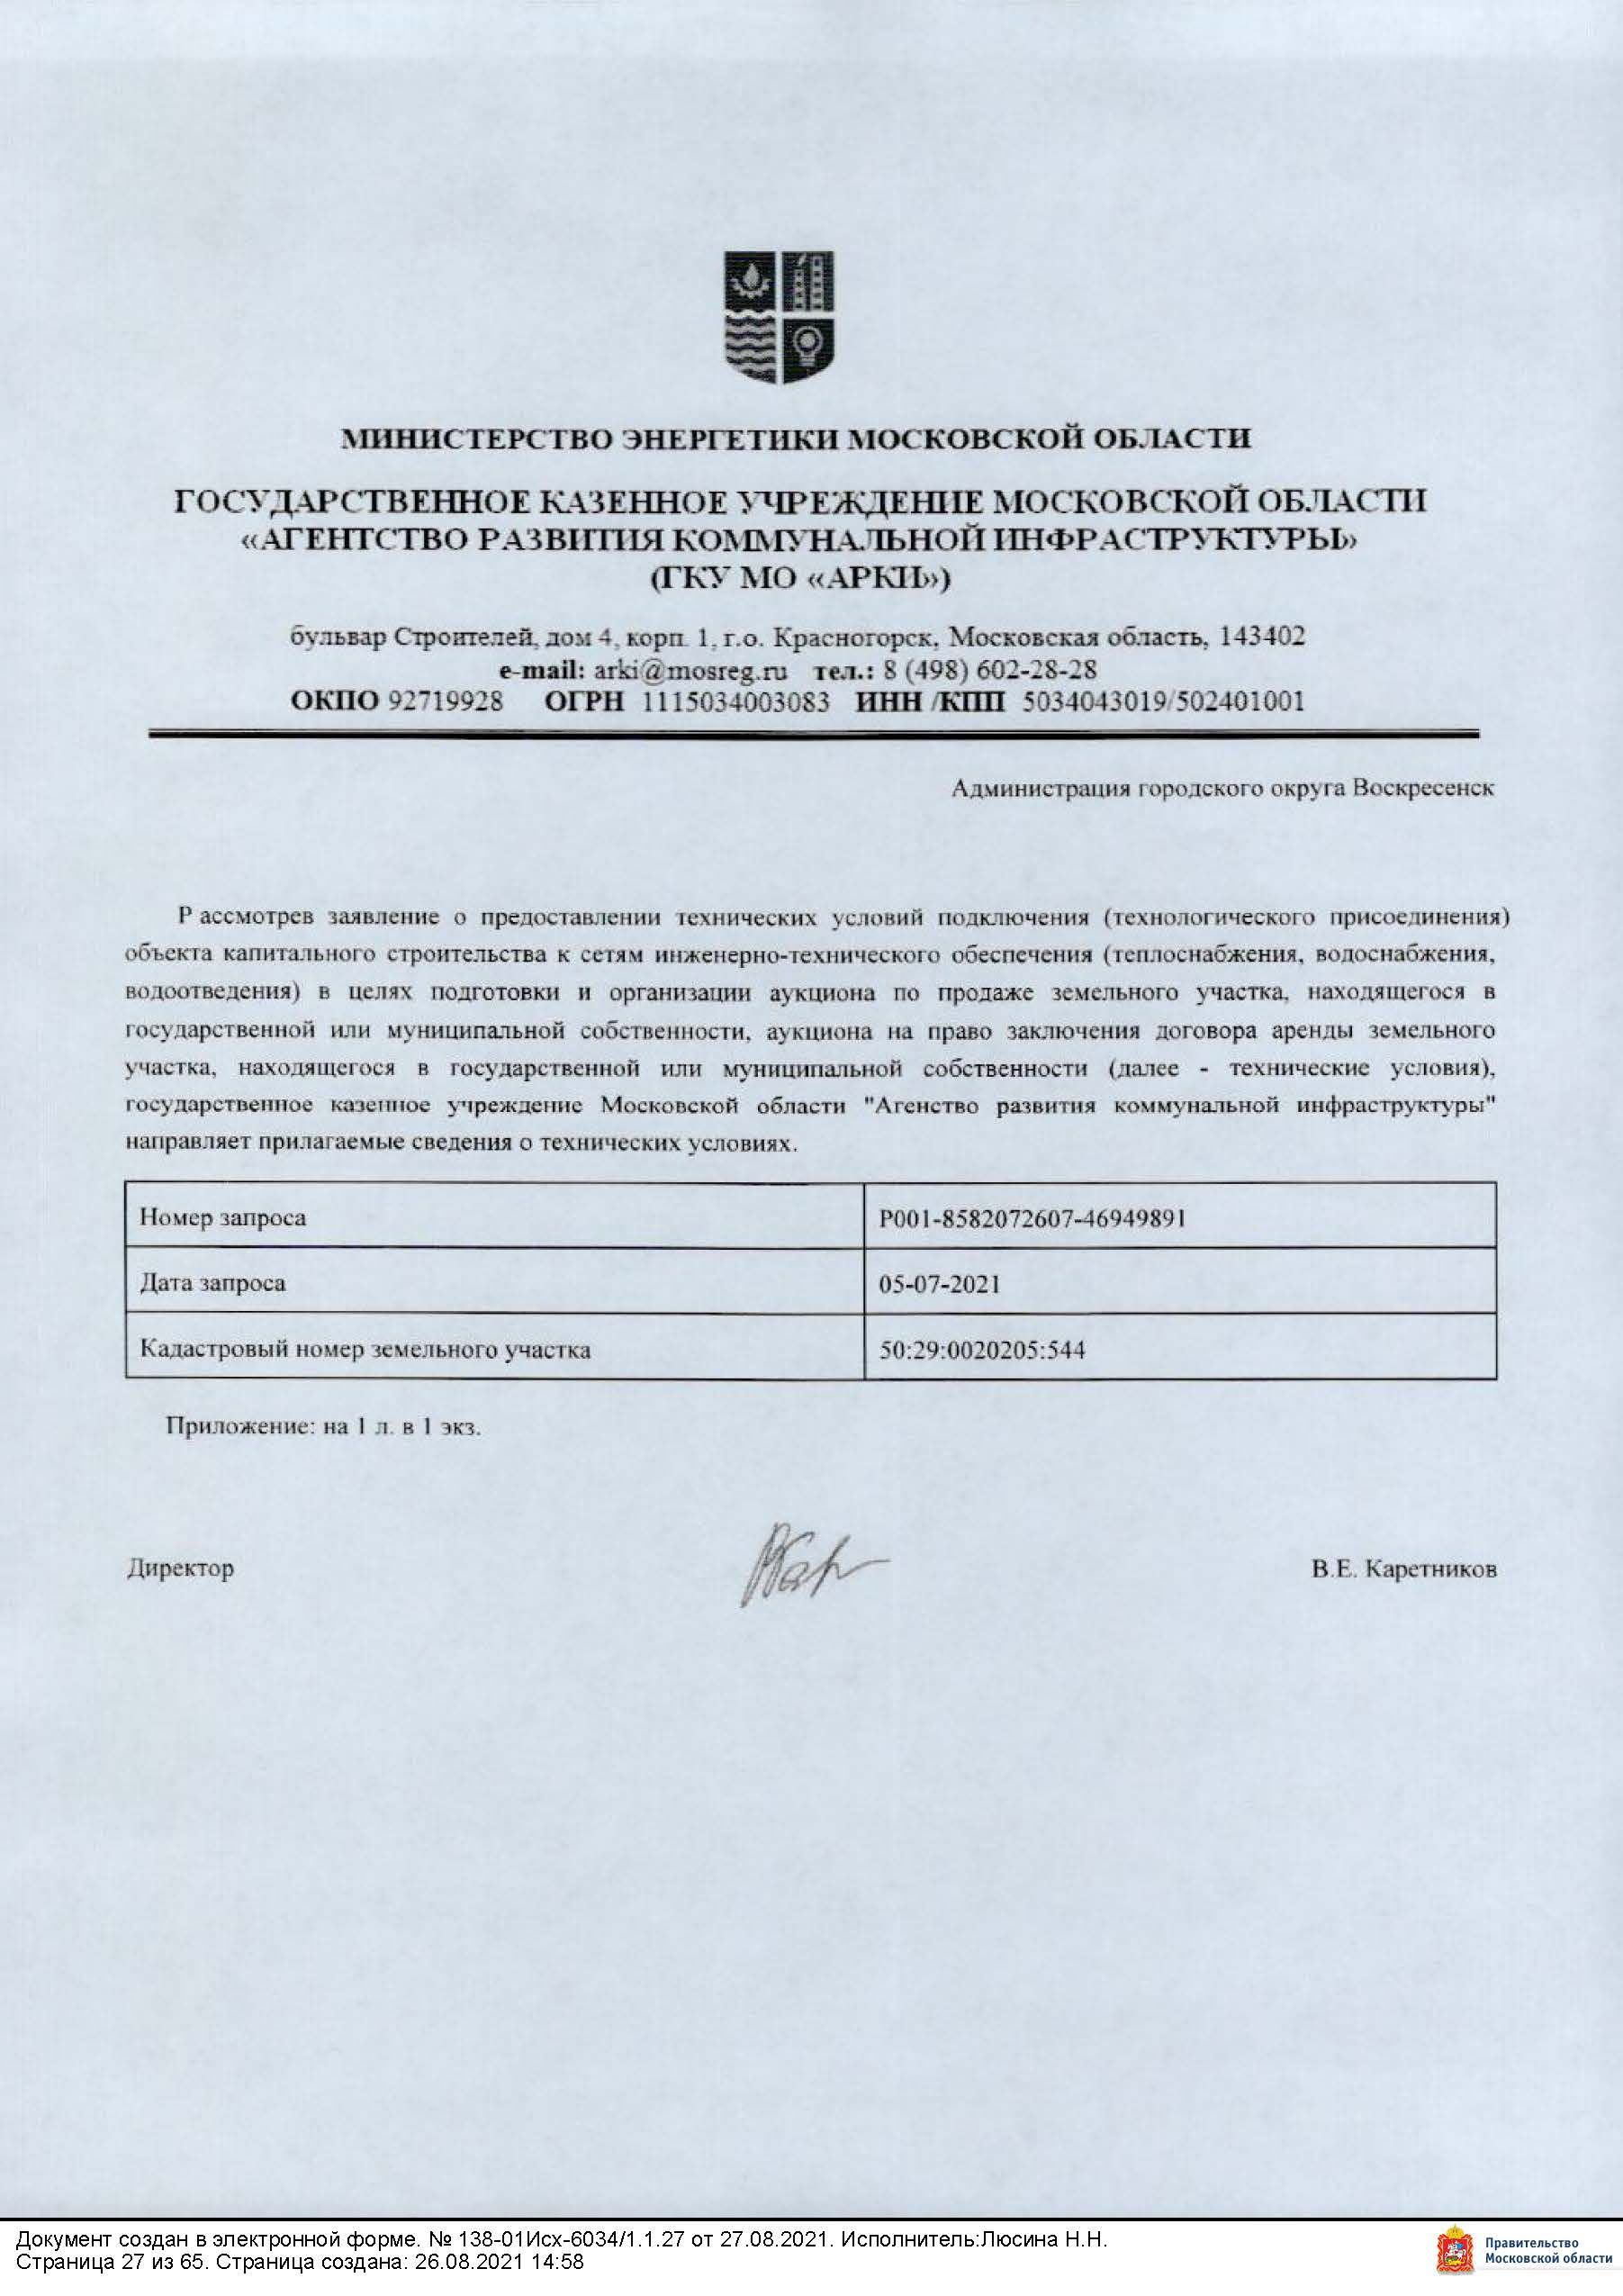 МИНИСТЕРСТВО ЭНЕРГЕТИКИ МОСКОВСКОЙ ОБЛАСТИ
ГОСУДАРСТВЕННОЕ КАЗЕННОЕ УЧРЕЖДЕНИЕ МОСКОВСКОЙ ОБЛАСТИ
«АГЕНТСТВО РАЗВИТИЯ КОММУНАЛЬНОЙ ИНФРАСТРУКТУРЫ»
(ГКУ МО «АРКИ»)
бульвар Строителей, дом 4, корп. 1, г.о. Красногорск, Московская область, 143402
e-mail: arki@mosreg.ru тел.: 8 (498) 602-28-28
ОКПО 92719928 ОГРН 1115034003083 ИНН /КПП 5034043019/502401001
Администрация городского округа Воскресенск
Р ассмотрев заявление о предоставлении технических условий подключения (технологического присоединения)
объекта капитального строительства к сетям инженерно-технического обеспечения (теплоснабжения, водоснабжения,
водоотведения) в целях подготовки и организации аукциона по продаже земельного участка, находящегося в
государственной или муниципальной собственности, аукциона на право заключения договора аренды земельного
участка, находящегося в государственной или муниципальной собственности (далее - технические условия),
государственное казенное учреждение Московской области "Агенство развития коммунальной инфраструктуры"
направляет прилагаемые сведения о технических условиях.
Номер запроса P001-8582072607-46949891
Дата запроса 05-07-2021
Кадастровый номер земельного участка 50:29:0020205:544
Приложение: на 1 л. в 1 экз.
Директор В.Е. Каретников
Документ создан в электронной форме. № 138-01Исх-6034/1.1.27 от 27.08.2021. Исполнитель:Люсина Н.Н.
Страница 27 из 65. Страница создана: 26.08.2021 14:58
Правительство
Московской области